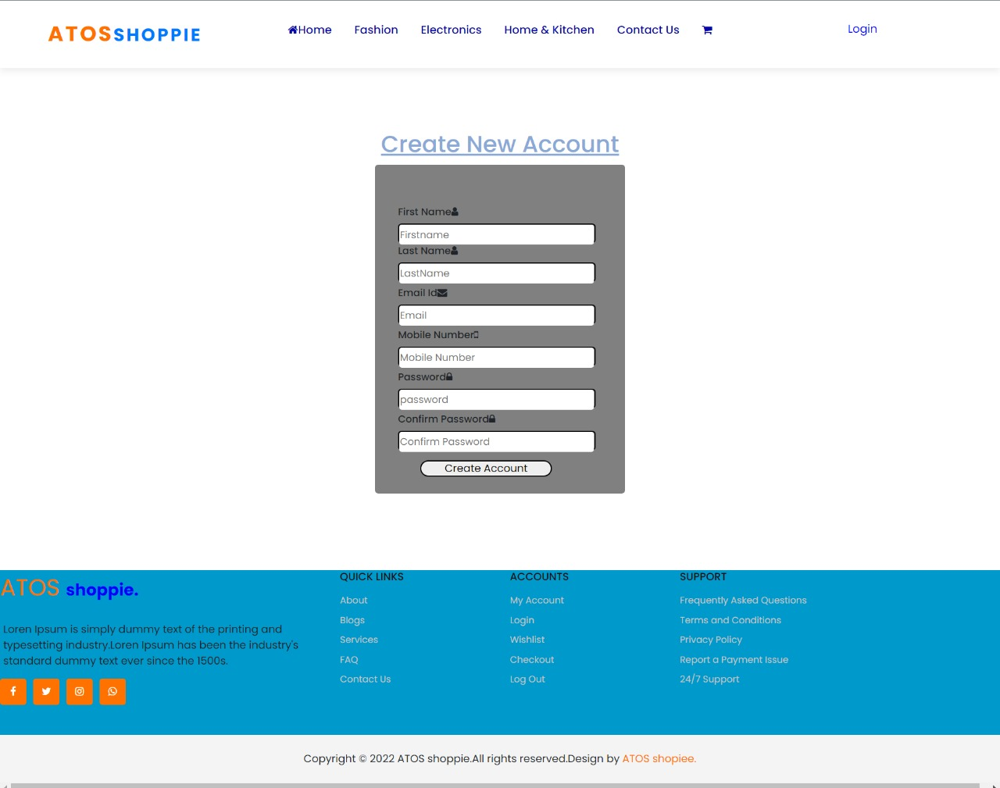 ATOSSHOPPIE
Home Fashion Electronics Home & Kitchen Contact Us
Login
Create New Account
First Name
Firstname
Last Name
LastName
Email Id
Email
Mobile Number
Mobile Number
Password
password
Confirm Password
Confirm Password
Create Account
ATOS shoppie.
Loren Ipsum is simply dummy text of the printing and
typesetting industry.Loren Ipsum has been the industry's
standard dummy text ever since the 1500s.
QUICK LINKS
About
Blogs
Services
FAQ
Contact Us
ACCOUNTS
My Account
Login
Wishlist
Checkout
Log Out
SUPPORT
Frequently Asked Questions
Terms and Conditions
Privacy Policy
Report a Payment Issue
24/7 Support
Copyright © 2022 ATOS shoppie.All rights reserved.Design by ATOS shopiee.